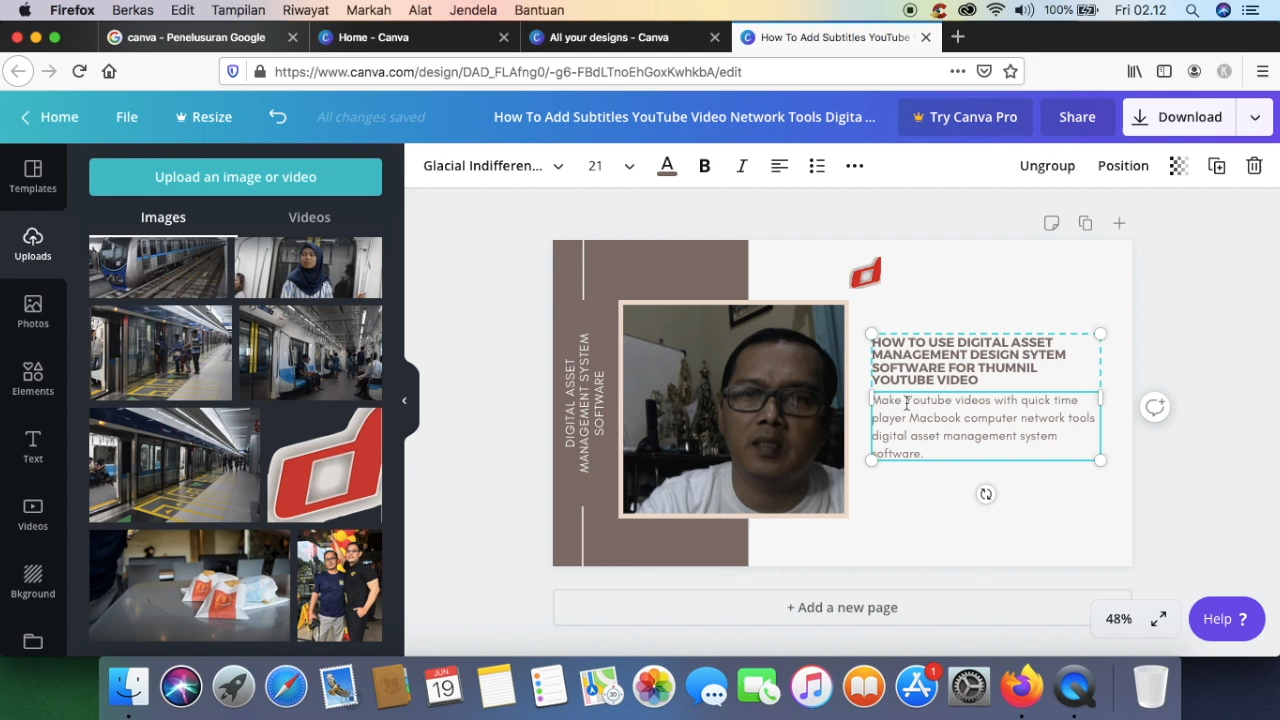 Firefox Berkas Edit Tampilan Riwayat Markah Alat Jendela Bantuan 100% Fri 02.12
canva - Penelusuran Google
Home - Canva
All your designs - Canva
How To Add Subtitles YouTube
https://www.canva.com/design/DAD_FLAfng0/-g6-FBdLTnoEhGoxKwhkbA/edit
Home File Resize All changes saved How To Add Subtitles YouTube Video Network Tools Digita ... Try Canva Pro Share Download
Templates
Uploads
Photos
Elements
Text
Videos
Bkground
Upload an image or video
Images Videos
Glacial Indifferen... 21 A B I Ungroup Position
DIGITAL ASSET
MANAGEMENT SYSTEM
SOFTWARE
HOW TO USE DIGITAL ASSET
MANAGEMENT DESIGN SYTEM
SOFTWARE FOR THUMNIL
YOUTUBE VIDEO
Make Youtube videos with quick time
player Macbook computer network tools
digital asset management system
software.
+ Add a new page
48%
Help ?
JUN
19
1